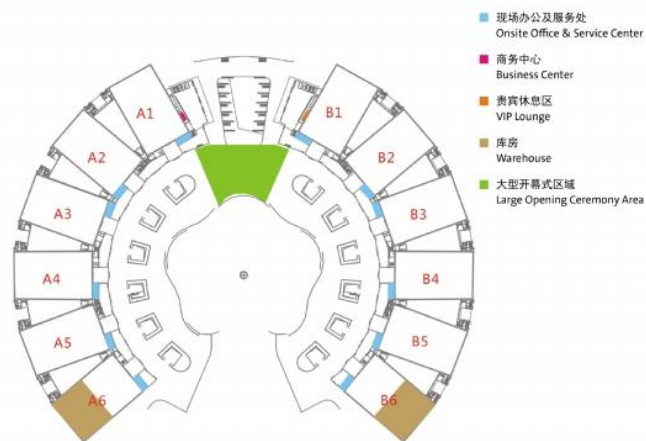 现场办公及服务处
Onsite Office & Service Center
商务中心
Business Center
贵宾休息区
VIP Lounge
库房
Warehouse
大型开幕式区域
Large Opening Ceremony Area
A1
B1
A2
B2
A3
B3
A4
B4
A5
B5
A6
B6